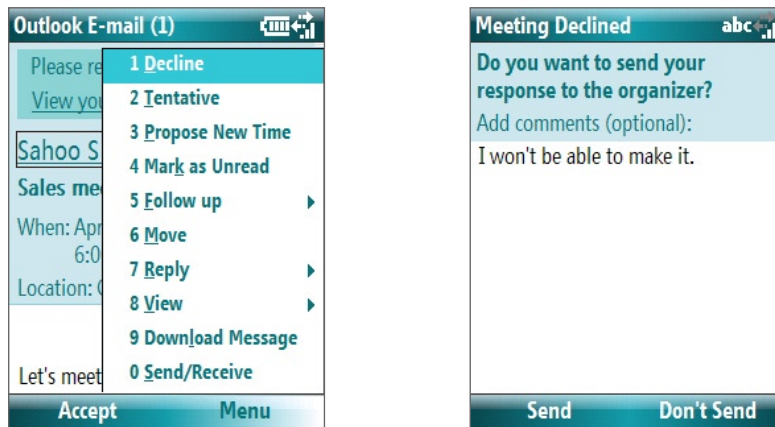 Outlook E-mail (1)
Please re
View you
Sahoo S
Sales me
When: Apr
6:0
Location:
Let's meet
1 Decline
2 Tentative
3 Propose New Time
4 Mark as Unread
5 Follow up
6 Move
7 Reply
8 View
9 Download Message
0 Send/Receive
Accept Menu
Meeting Declined abc
Do you want to send your
response to the organizer?
Add comments (optional):
I won't be able to make it.
Send Don't Send